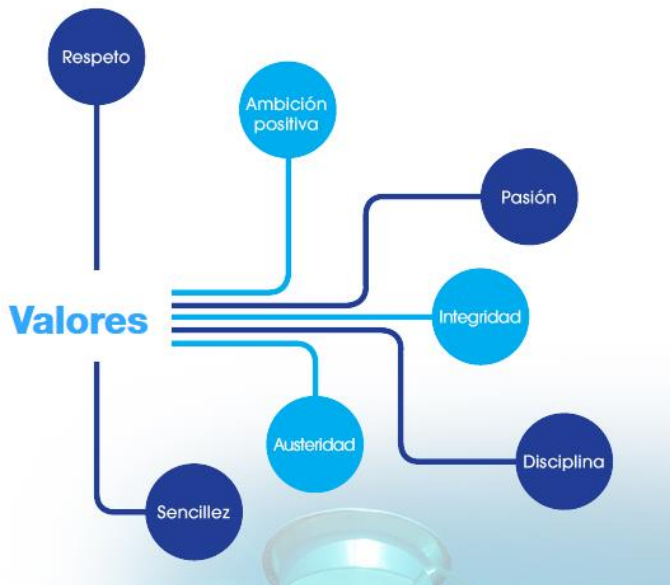 Respeto
Ambición
positiva
Pasión
Valores
Integridad
Austeridad
Disciplina
Sencillez